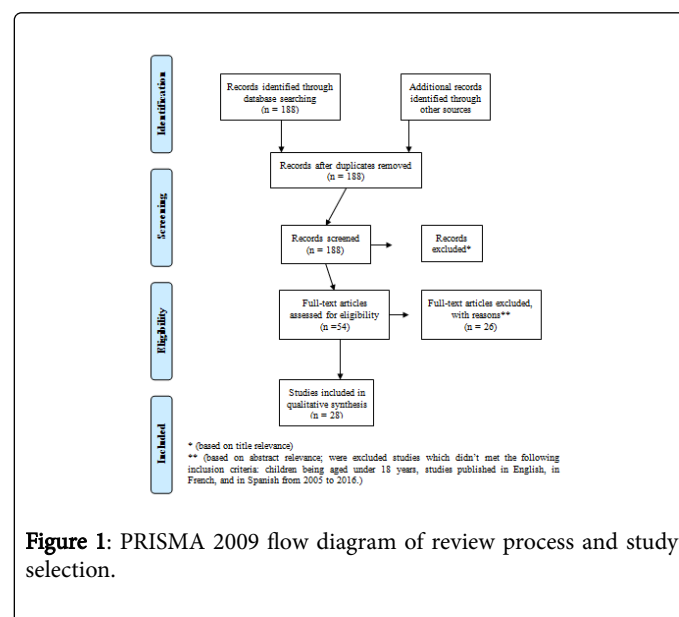 Identification
Records identified through
database searching
(n = 188)
Additional records
identified through
other sources
Records after duplicates removed
(n = 188)
Screening
Records screened
(n = 188)
Records
excluded*
Eligibility
Full-text articles
assessed for eligibility
(n =54)
Full-text articles excluded,
with reasons**
(n = 26)
Included
Studies included in
qualitative synthesis
(n = 28)
* (based on title relevance)
** (based on abstract relevance; were excluded studies which didn't met the following
inclusion criteria: children being aged under 18 years, studies published in English, in
French, and in Spanish from 2005 to 2016.)
Figure 1: PRISMA 2009 flow diagram of review process and study
selection.